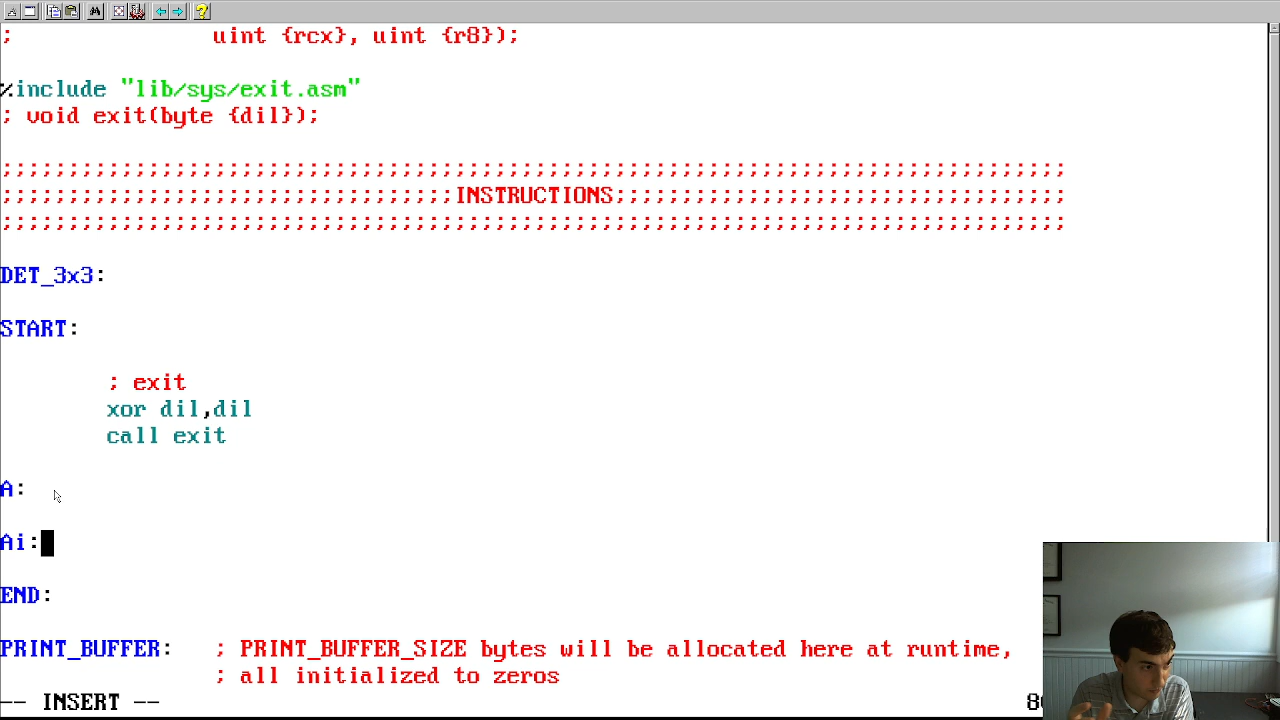 ; uint {rcx}, uint {r8});
%include "lib/sys/exit.asm"
; void exit(byte {dil});
;;;;;;;;;;;;;;;;;;;;;;;;;;;;;;;;;;;;;;;;;;;;;;;;;;;;;;;;;;;;;;;;;;;;;;;;;;;;;;;;
;;;;;;;;;;;;;;;;;;;;;;;;;;;;;;;;;;INSTRUCTIONS;;;;;;;;;;;;;;;;;;;;;;;;;;;;;;;;;;
;;;;;;;;;;;;;;;;;;;;;;;;;;;;;;;;;;;;;;;;;;;;;;;;;;;;;;;;;;;;;;;;;;;;;;;;;;;;;;;;
DET_3x3:
START:
; exit
xor dil,dil
call exit
A:
Ai:
END:
PRINT_BUFFER: ; PRINT_BUFFER_SIZE bytes will be allocated here at runtime,
; all initialized to zeros
-- INSERT --